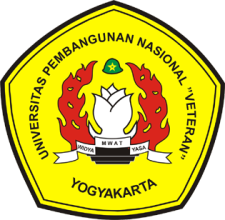 UNIVERSITAS PEMBANGUNAN NASIONAL "VETERAN"
WIDYA MWAT YASA
YOGYAKARTA